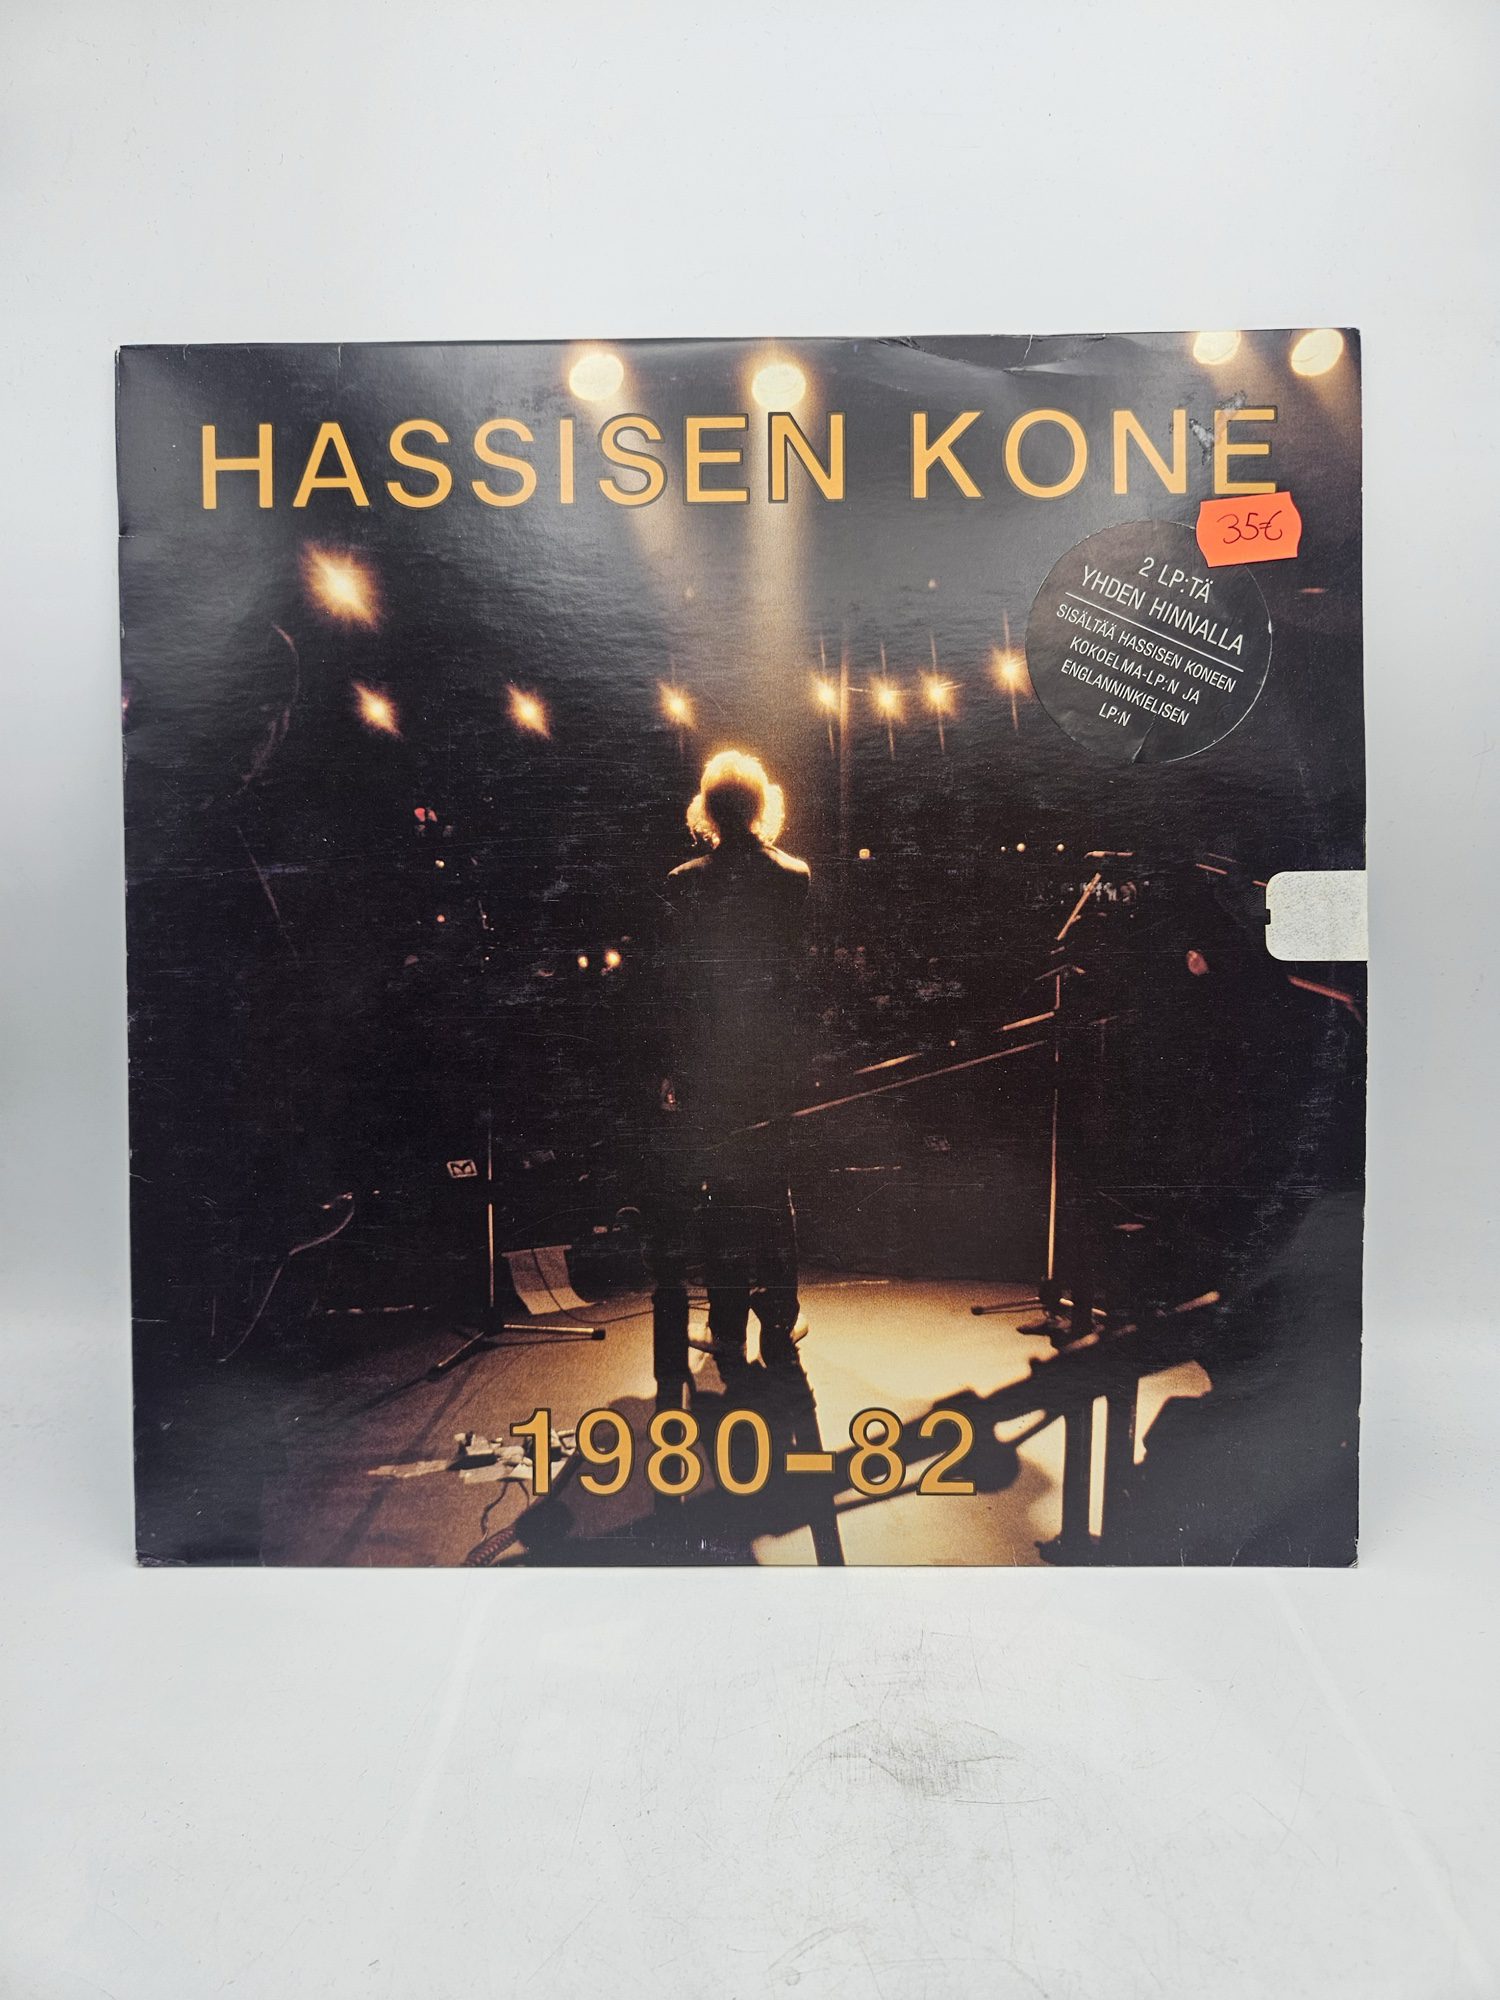 HASSISEN KONE
35€
2 LP:TÄ
YHDEN HINNALLA
SISÄLTÄÄ HASSISEN KONEEN
KOKOELMA-LP:N JA
ENGLANNINKIELISEN
LP:N
1980-82